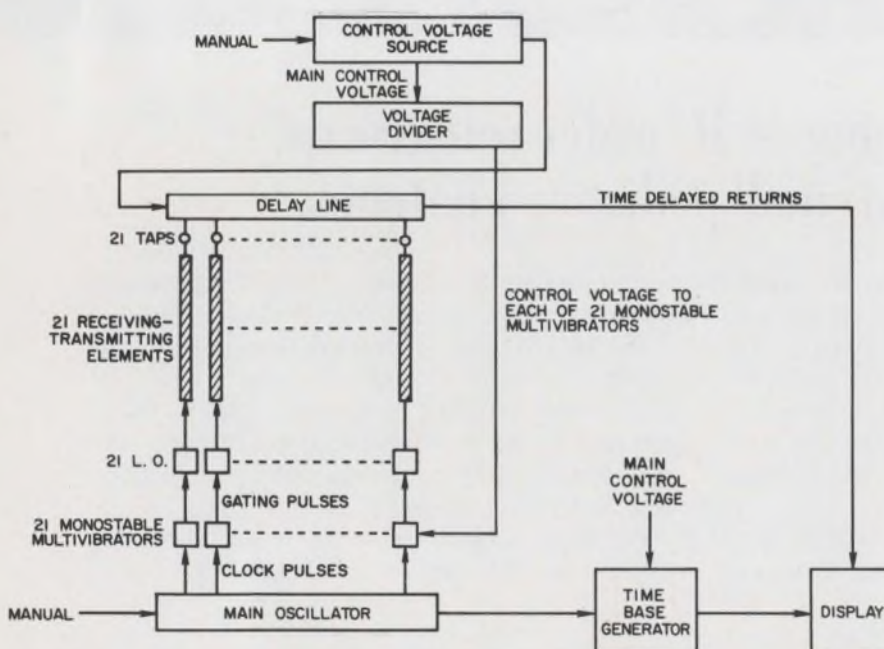 MANUAL
CONTROL VOLTAGE
SOURCE
MAIN CONTROL
VOLTAGE
VOLTAGE
DIVIDER
DELAY LINE
TIME DELAYED RETURNS
21 TAPS
21 RECEIVING-
TRANSMITTING
ELEMENTS
CONTROL VOLTAGE TO
EACH OF 21 MONOSTABLE
MULTIVIBRATORS
21 L. O.
GATING PULSES
21 MONOSTABLE
MULTIVIBRATORS
CLOCK PULSES
MAIN
CONTROL
VOLTAGE
MANUAL
MAIN OSCILLATOR
TIME
BASE
GENERATOR
DISPLAY